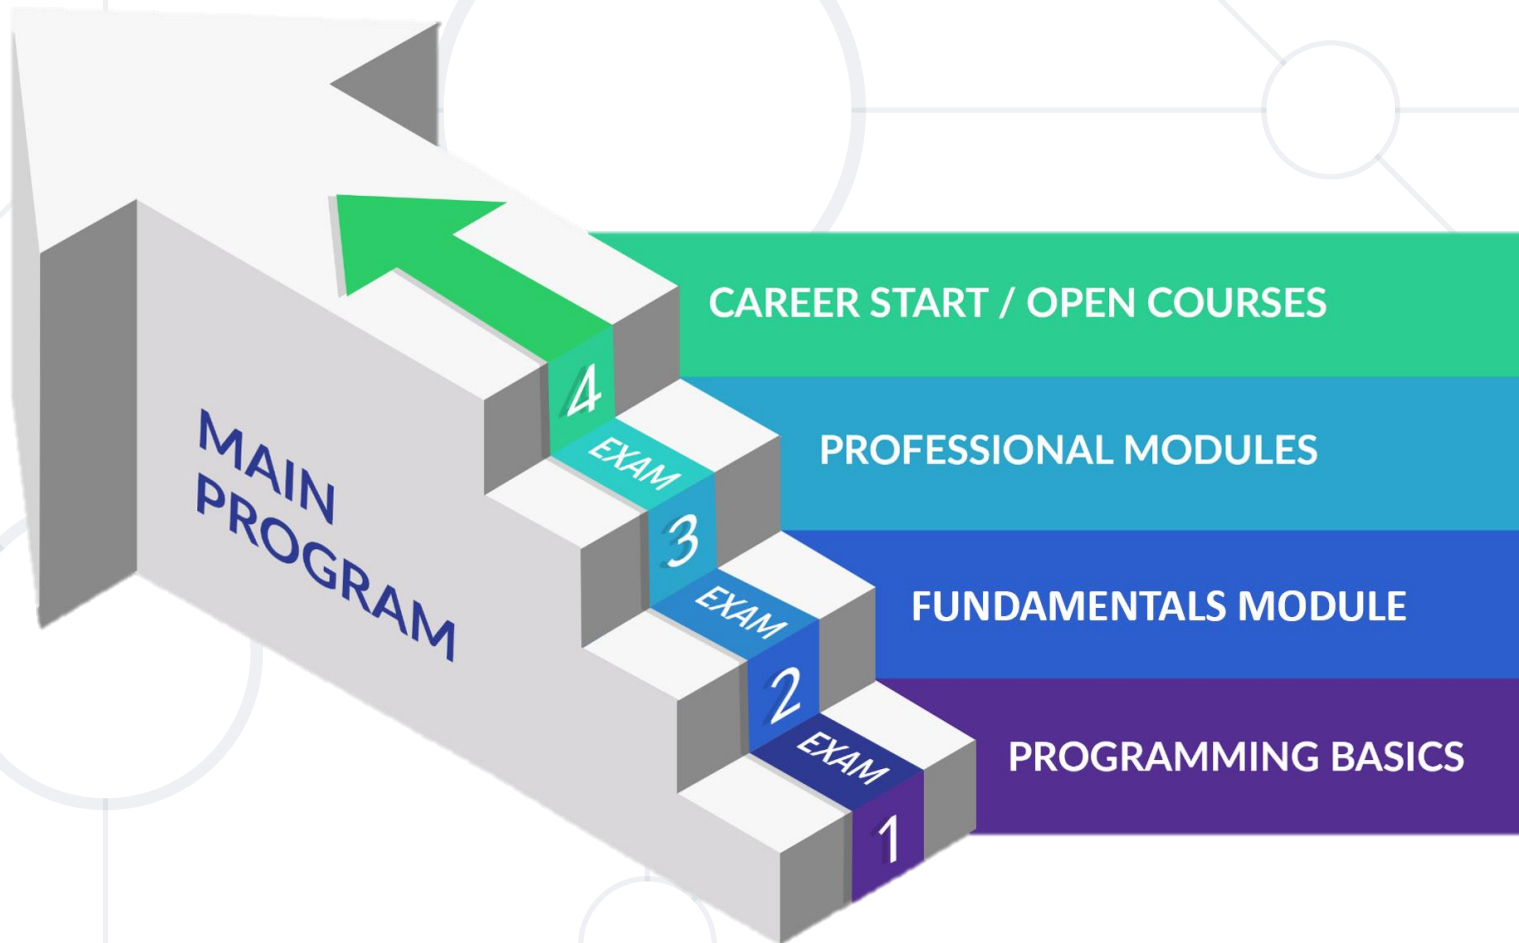 CAREER START / OPEN COURSES
4
EXAM
PROFESSIONAL MODULES
3
EXAM
FUNDAMENTALS MODULE
2
EXAM
PROGRAMMING BASICS
1
MAIN
PROGRAM